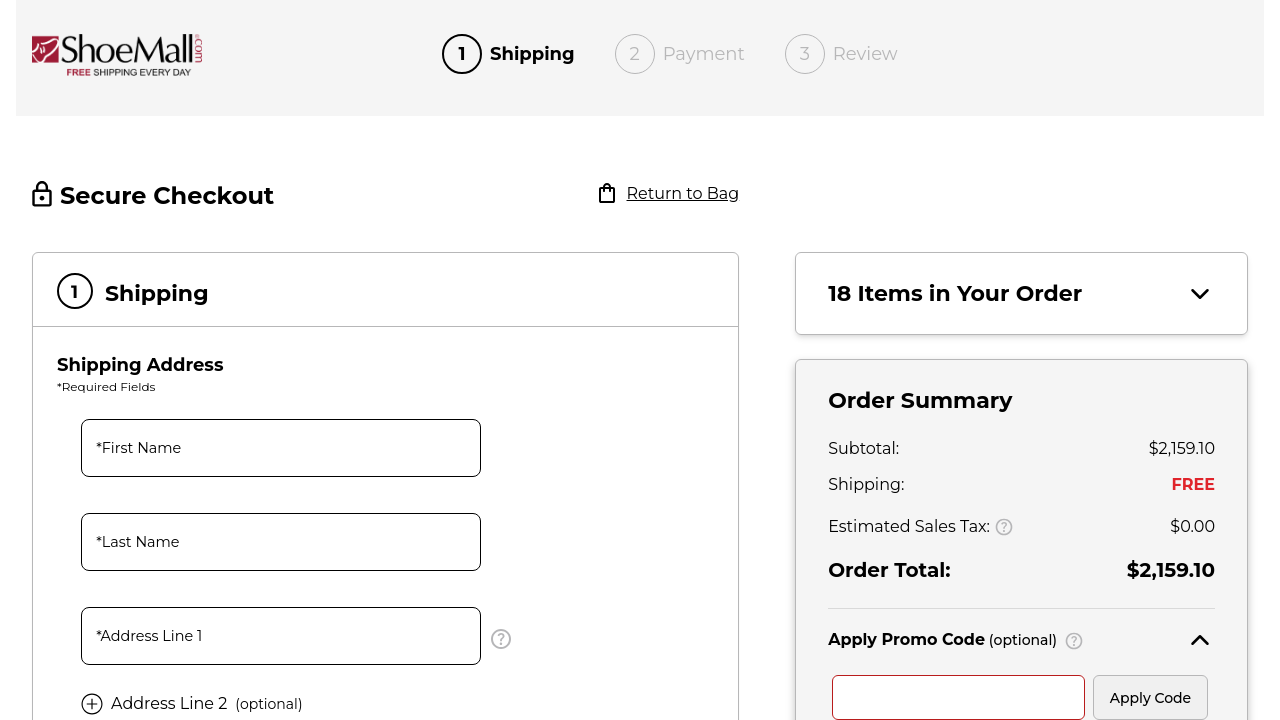 ShoeMall.com
FREE SHIPPING EVERY DAY
1 Shipping
2 Payment
3 Review
Secure Checkout
Return to Bag
1 Shipping
Shipping Address
*Required Fields
*First Name
*Last Name
*Address Line 1
?
Address Line 2 (optional)
18 Items in Your Order
Order Summary
Subtotal: $2,159.10
Shipping: FREE
Estimated Sales Tax: ? $0.00
Order Total: $2,159.10
Apply Promo Code (optional) ?
Apply Code